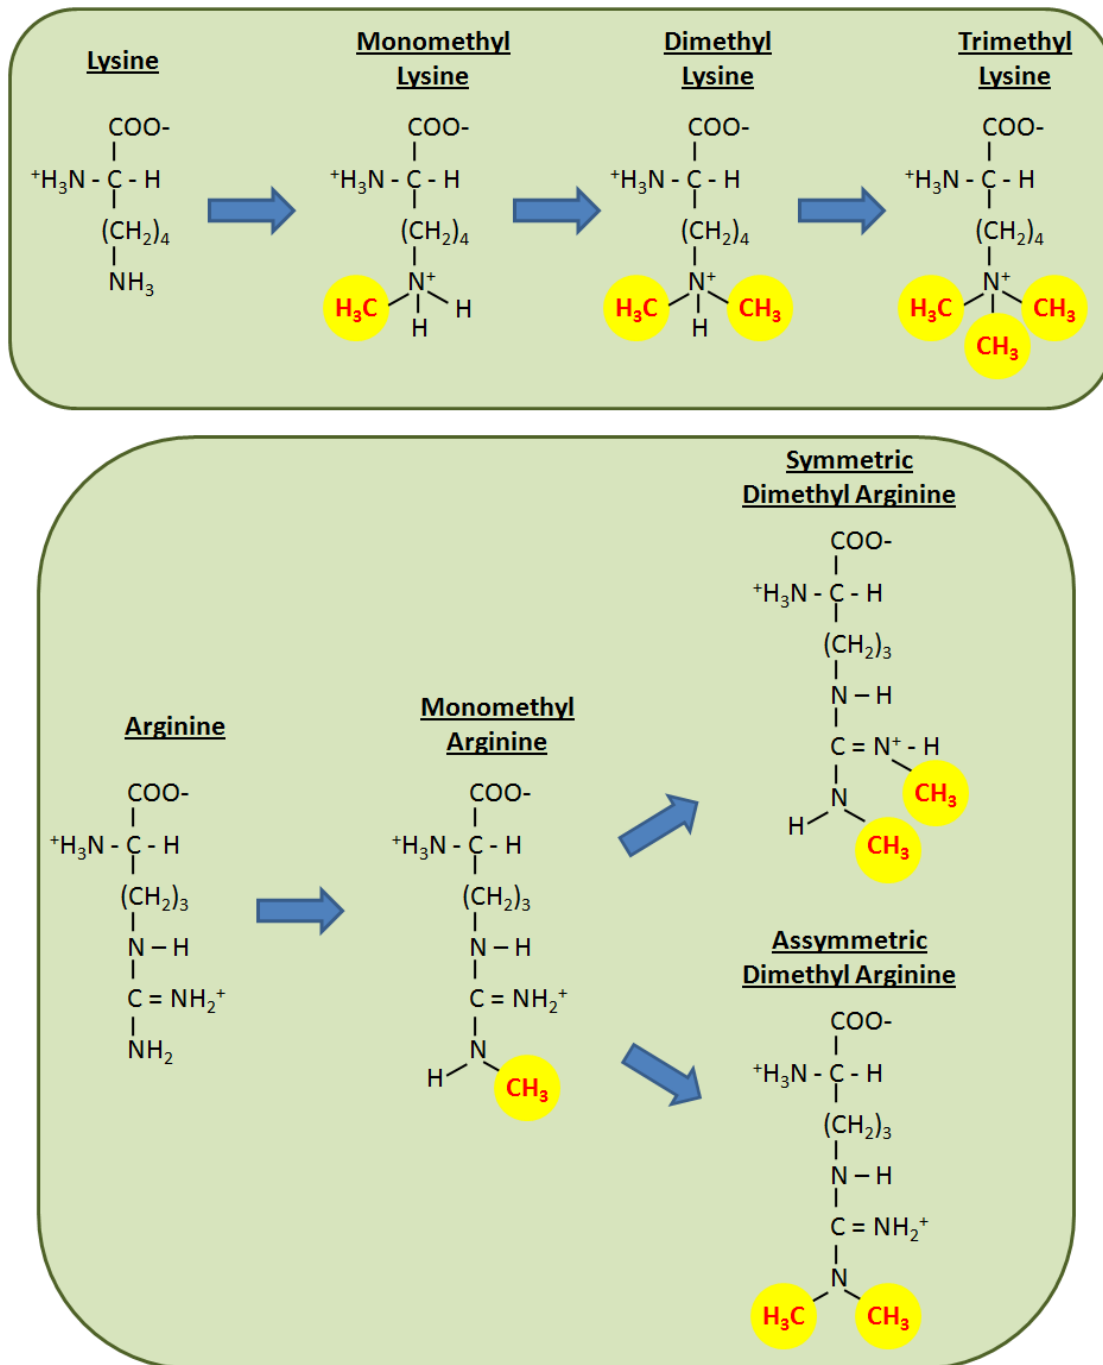 Lysine
Monomethyl
Lysine
Dimethyl
Lysine
Trimethyl
Lysine
COO-
⁺H₃N - C - H
(CH₂)₄
NH₃
COO-
⁺H₃N - C - H
(CH₂)₄
N⁺
H₃C
H
H
COO-
⁺H₃N - C - H
(CH₂)₄
N⁺
H₃C
H
CH₃
COO-
⁺H₃N - C - H
(CH₂)₄
N⁺
H₃C
CH₃
CH₃
Arginine
COO-
⁺H₃N - C - H
(CH₂)₃
N – H
C = NH₂⁺
NH₂
Monomethyl
Arginine
COO-
⁺H₃N - C - H
(CH₂)₃
N – H
C = NH₂⁺
N
H
CH₃
Symmetric
Dimethyl Arginine
COO-
⁺H₃N - C - H
(CH₂)₃
N – H
C = N⁺ - H
CH₃
N
H
CH₃
Assymmetric
Dimethyl Arginine
COO-
⁺H₃N - C - H
(CH₂)₃
N – H
C = NH₂⁺
N
H₃C
CH₃